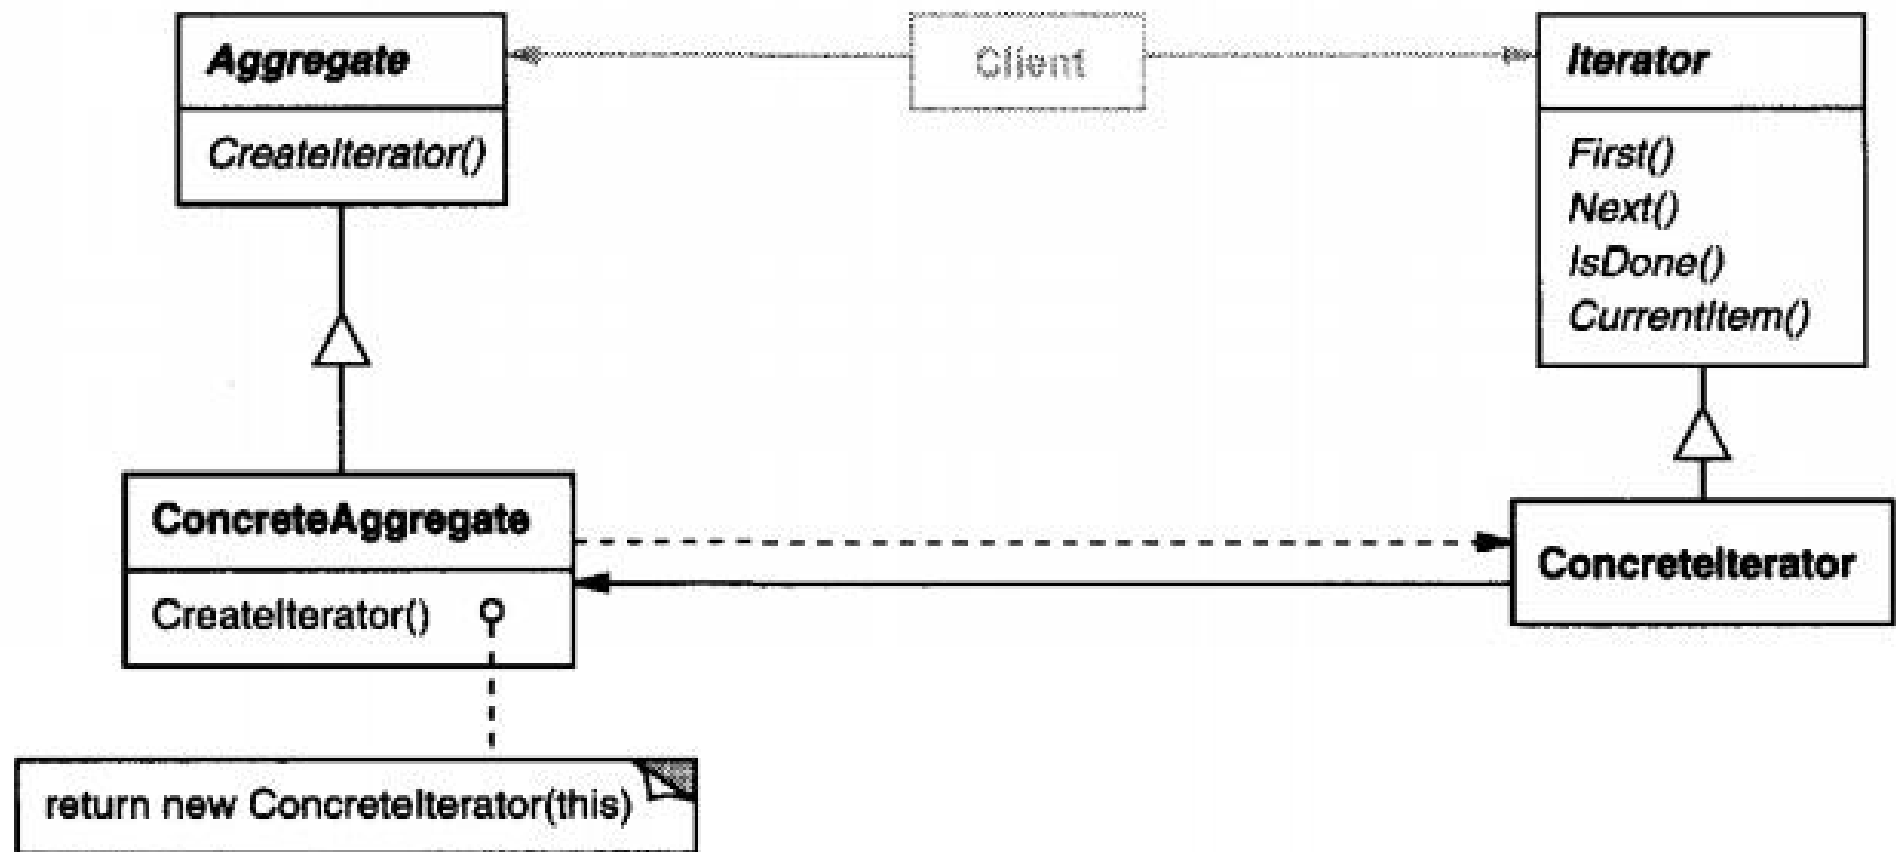 Aggregate
CreateIterator()
Client
Iterator
First()
Next()
IsDone()
CurrentItem()
ConcreteAggregate
CreateIterator()
ConcreteIterator
return new ConcreteIterator(this)